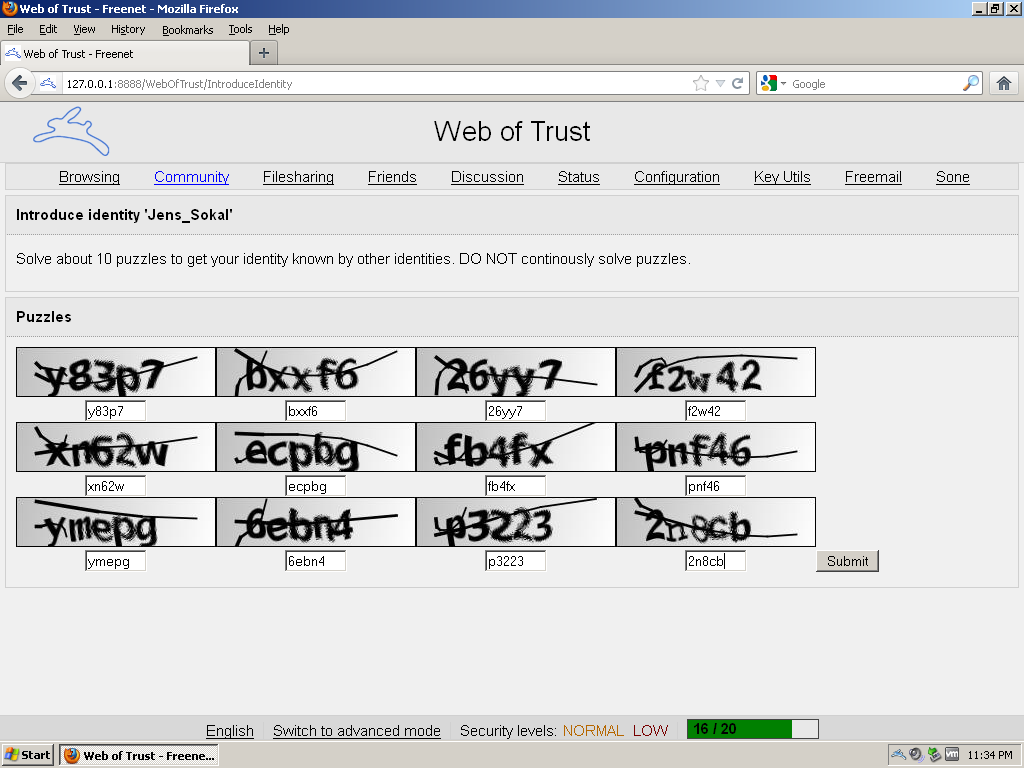 Web of Trust - Freenet - Mozilla Firefox
File Edit View History Bookmarks Tools Help
Web of Trust - Freenet
127.0.0.1:8888/WebOfTrust/IntroduceIdentity Google
Web of Trust
Browsing Community Filesharing Friends Discussion Status Configuration Key Utils Freemail Sone
Introduce identity 'Jens_Sokal'
Solve about 10 puzzles to get your identity known by other identities. DO NOT continously solve puzzles.
Puzzles
y83p7 bxxf6 26yy7 f2w42
y83p7 bxxf6 26yy7 f2w42
xn62w ecpbg fb4fx pnf46
xn62w ecpbg fb4fx pnf46
ymepg 6ebn4 p3223 2n8cb
ymepg 6ebn4 p3223 2n8cb Submit
English Switch to advanced mode Security levels: NORMAL LOW 16 / 20
Start Web of Trust - Freene... 11:34 PM